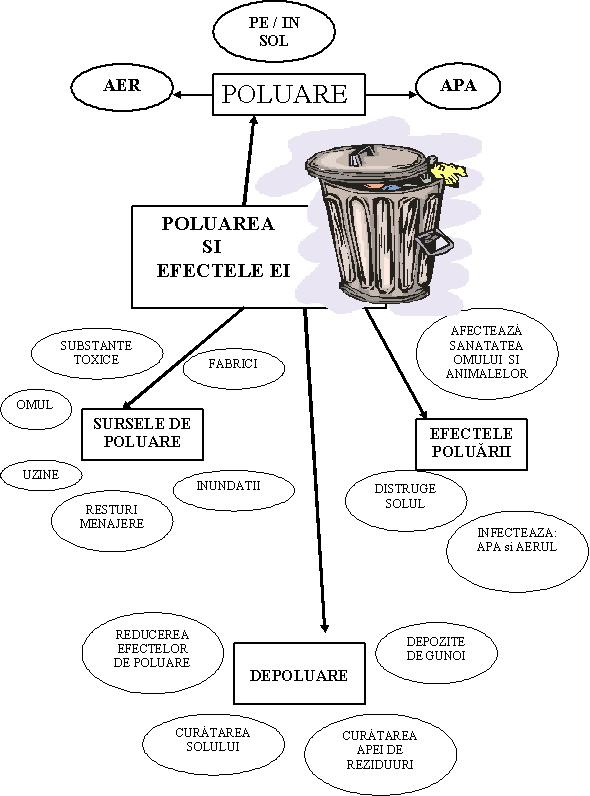 PE / IN
SOL
AER
POLUARE
APA
POLUAREA
SI
EFECTELE EI
SUBSTANTE
TOXICE
FABRICI
AFECTEAZĂ
SANATATEA
OMULUI SI
ANIMALELOR
OMUL
SURSELE DE
POLUARE
EFECTELE
POLUĂRII
UZINE
INUNDATII
RESTURI
MENAJERE
DISTRUGE
SOLUL
INFECTEAZA:
APA si AERUL
REDUCEREA
EFECTELOR
DE POLUARE
DEPOZITE
DE GUNOI
DEPOLUARE
CURĂTAREA
SOLULUI
CURĂTAREA
APEI DE
REZIDUURI